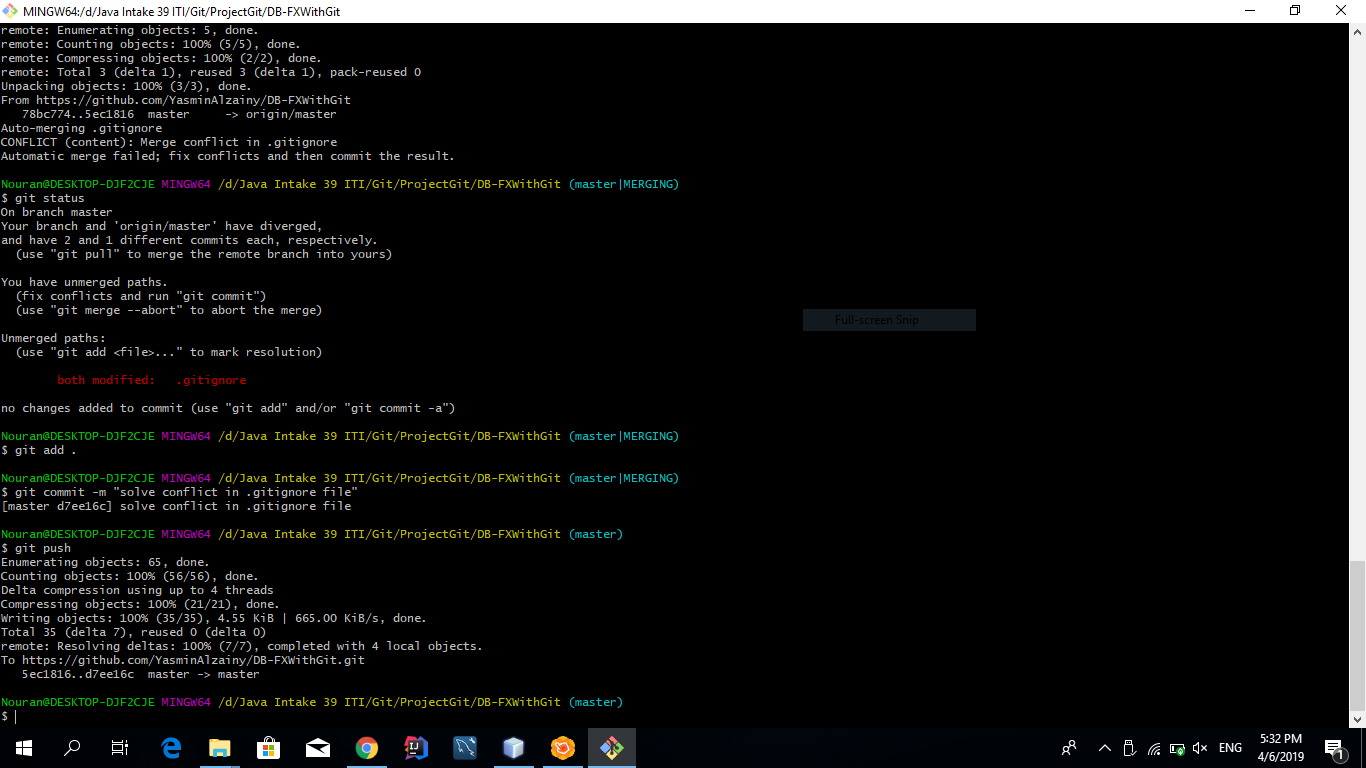 MINGW64:/d/Java Intake 39 ITI/Git/ProjectGit/DB-FXWithGit
remote: Enumerating objects: 5, done.
remote: Counting objects: 100% (5/5), done.
remote: Compressing objects: 100% (2/2), done.
remote: Total 3 (delta 1), reused 3 (delta 1), pack-reused 0
Unpacking objects: 100% (3/3), done.
From https://github.com/YasminAlzainy/DB-FXWithGit
   78bc774..5ec1816  master     -> origin/master
Auto-merging .gitignore
CONFLICT (content): Merge conflict in .gitignore
Automatic merge failed; fix conflicts and then commit the result.
Nouran@DESKTOP-DJF2CJE MINGW64 /d/Java Intake 39 ITI/Git/ProjectGit/DB-FXWithGit (master|MERGING)
$ git status
On branch master
Your branch and 'origin/master' have diverged,
and have 2 and 1 different commits each, respectively.
  (use "git pull" to merge the remote branch into yours)
You have unmerged paths.
  (fix conflicts and run "git commit")
  (use "git merge --abort" to abort the merge)
Full-screen Snip
Unmerged paths:
  (use "git add <file>..." to mark resolution)
        both modified:   .gitignore
no changes added to commit (use "git add" and/or "git commit -a")
Nouran@DESKTOP-DJF2CJE MINGW64 /d/Java Intake 39 ITI/Git/ProjectGit/DB-FXWithGit (master|MERGING)
$ git add .
Nouran@DESKTOP-DJF2CJE MINGW64 /d/Java Intake 39 ITI/Git/ProjectGit/DB-FXWithGit (master|MERGING)
$ git commit -m "solve conflict in .gitignore file"
[master d7ee16c] solve conflict in .gitignore file
Nouran@DESKTOP-DJF2CJE MINGW64 /d/Java Intake 39 ITI/Git/ProjectGit/DB-FXWithGit (master)
$ git push
Enumerating objects: 65, done.
Counting objects: 100% (56/56), done.
Delta compression using up to 4 threads
Compressing objects: 100% (21/21), done.
Writing objects: 100% (35/35), 4.55 KiB | 665.00 KiB/s, done.
Total 35 (delta 7), reused 0 (delta 0)
remote: Resolving deltas: 100% (7/7), completed with 4 local objects.
To https://github.com/YasminAlzainy/DB-FXWithGit.git
   5ec1816..d7ee16c  master -> master
Nouran@DESKTOP-DJF2CJE MINGW64 /d/Java Intake 39 ITI/Git/ProjectGit/DB-FXWithGit (master)
$
IJ
ENG
5:32 PM
4/6/2019
1